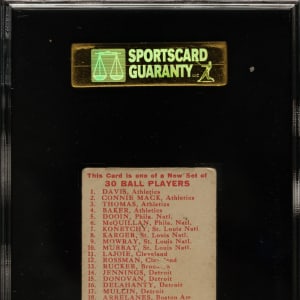 SPORTSCARD
GUARANTY
This Card is one of a New Set of
30 BALL PLAYERS
1. DAVIS, Athletics
2. CONNIE MACK, Athletics
3. THOMAS, Athletics
4. BAKER, Athletics
5. DOOIN, Phila. Natl.
6. McQUILLAN, Phila. Natl.
7. KONETCHY, St. Louis Natl.
8. KARGER, St. Louis Natl.
9. MOWRAY, St. Louis Natl.
10. MURRAY, St. Louis Natl.
11. LAJOIE, Cleveland
12. ROSSMAN,
13. RUCKER,
14. JENNINGS, Detroit
15. DONOVAN, Detroit
16. DELAHANTY, Detroit
17. MULLIN, Detroit
18. ARRELANES, Boston Am.